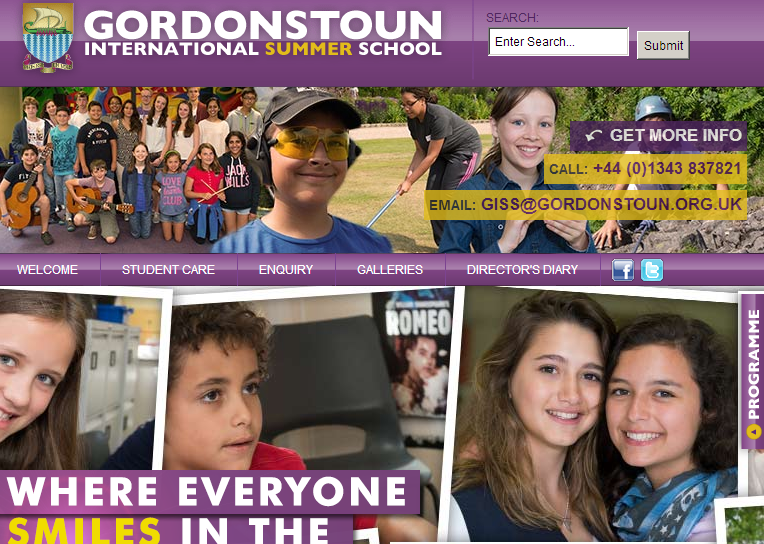 GORDONSTOUN
INTERNATIONAL SUMMER SCHOOL
SEARCH:
Enter Search...
Submit
GET MORE INFO
CALL: +44 (0)1343 837821
EMAIL: GISS@GORDONSTOUN.ORG.UK
WELCOME
STUDENT CARE
ENQUIRY
GALLERIES
DIRECTOR'S DIARY
ROMEO
PROGRAMME
WHERE EVERYONE
SMILES IN THE